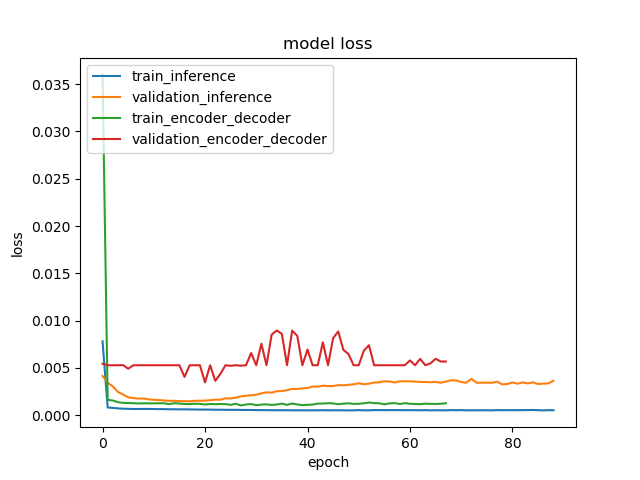 model loss
train_inference
validation_inference
train_encoder_decoder
validation_encoder_decoder
loss
0.035
0.030
0.025
0.020
0.015
0.010
0.005
0.000
0 20 40 60 80
epoch